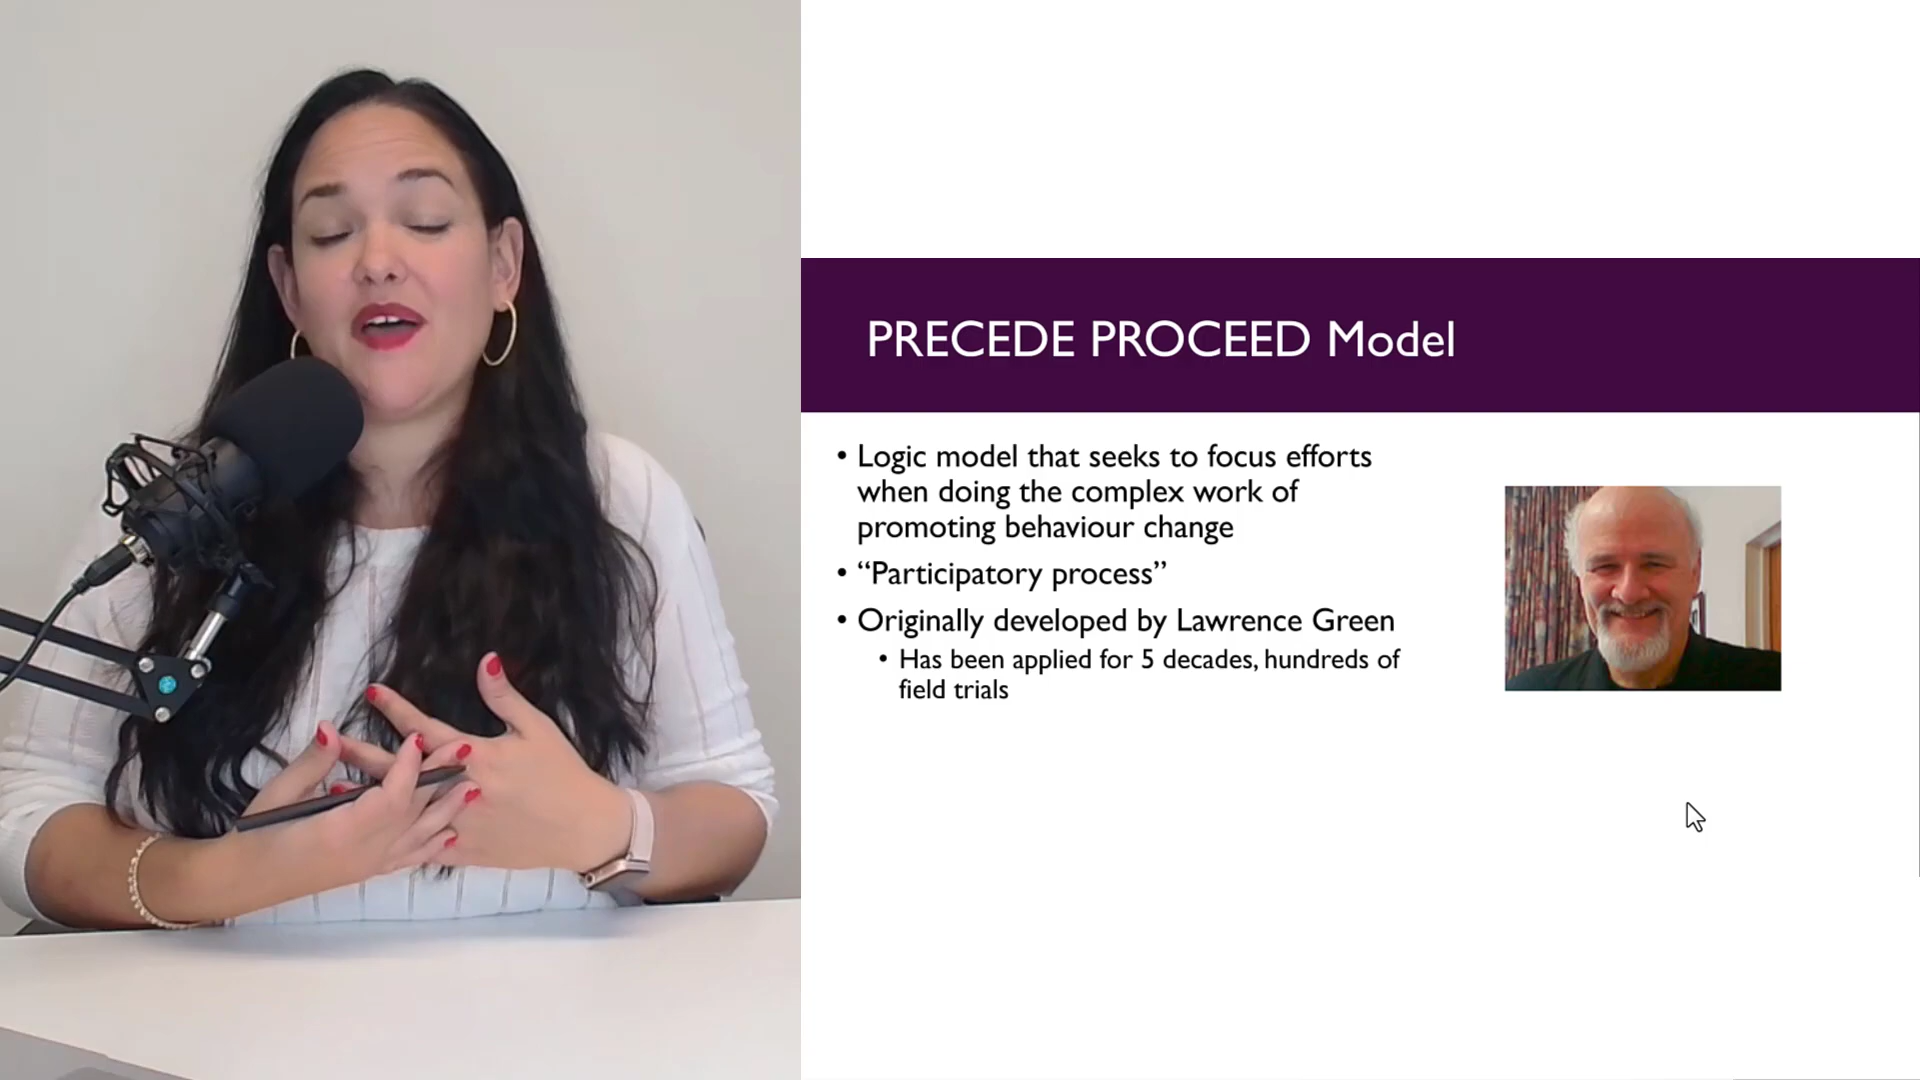 PRECEDE PROCEED Model
• Logic model that seeks to focus efforts
when doing the complex work of
promoting behaviour change
• “Participatory process”
• Originally developed by Lawrence Green
• Has been applied for 5 decades, hundreds of
field trials